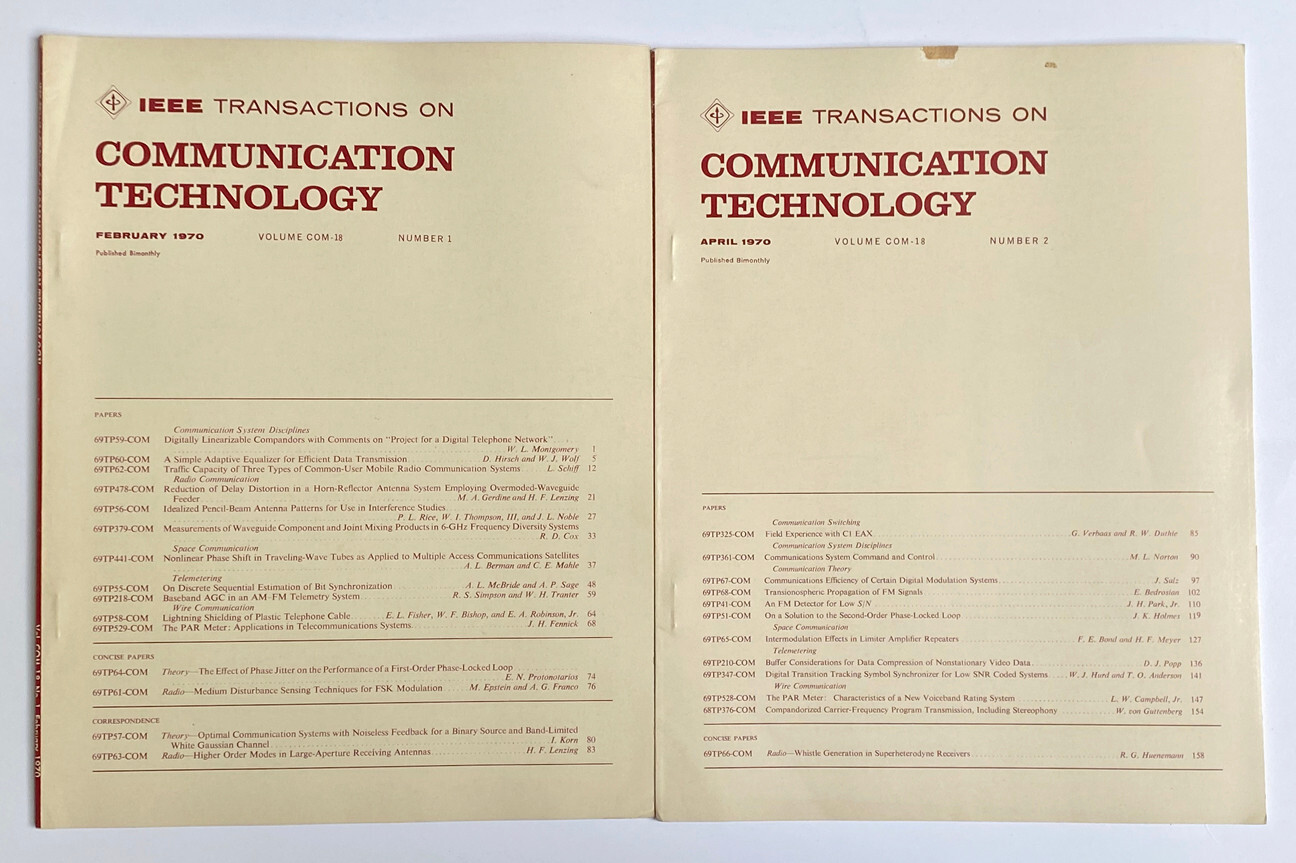 IEEE TRANSACTIONS ON
COMMUNICATION
TECHNOLOGY
FEBRUARY 1970 VOLUME COM-18 NUMBER 1
Published Bimonthly
PAPERS
Communication System Disciplines
69TP59-COM Digitally Linearizable Compandors with Comments on "Project for a Digital Telephone Network"
W. L. Montgomery 1
69TP60-COM A Simple Adaptive Equalizer for Efficient Data Transmission D. Hirsch and W. J. Wolf 5
69TP62-COM Traffic Capacity of Three Types of Common-User Mobile Radio Communication Systems L. Schiff 12
Radio Communication
69TP478-COM Reduction of Delay Distortion in a Horn-Reflector Antenna System Employing Overmoded-Waveguide
Feeder M. A. Gerdine and H. F. Lenzing 21
69TP56-COM Idealized Pencil-Beam Antenna Patterns for Use in Interference Studies
P. L. Rice, W. I. Thompson, III, and J. L. Noble 27
69TP379-COM Measurements of Waveguide Component and Joint Mixing Products in 6-GHz Frequency Diversity Systems
R. D. Cox 33
Space Communication
69TP441-COM Nonlinear Phase Shift in Traveling-Wave Tubes as Applied to Multiple Access Communications Satellites
A. L. Berman and C. E. Mahle 37
Telemetering
69TP55-COM On Discrete Sequential Estimation of Bit Synchronization A. L. McBride and A. P. Sage 48
69TP218-COM Baseband AGC in an AM-FM Telemetry System R. S. Simpson and W. H. Tranter 59
Wire Communication
69TP58-COM Lightning Shielding of Plastic Telephone Cable E. L. Fisher, W. F. Bishop, and E. A. Robinson, Jr. 64
69TP529-COM The PAR Meter: Applications in Telecommunications Systems J. H. Fennick 68
CONCISE PAPERS
69TP64-COM Theory—The Effect of Phase Jitter on the Performance of a First-Order Phase-Locked Loop
E. N. Protonotarios 74
69TP61-COM Radio—Medium Disturbance Sensing Techniques for FSK Modulation M. Epstein and A. G. Franco 76
CORRESPONDENCE
69TP57-COM Theory—Optimal Communication Systems with Noiseless Feedback for a Binary Source and Band-Limited
White Gaussian Channel I. Korn 80
69TP63-COM Radio—Higher Order Modes in Large-Aperture Receiving Antennas H. F. Lenzing 83
IEEE TRANSACTIONS ON
COMMUNICATION
TECHNOLOGY
APRIL 1970 VOLUME COM-18 NUMBER 2
Published Bimonthly
PAPERS
Communication Switching
69TP325-COM Field Experience with C1 EAX G. Verbaas and R. W. Duthie 85
Communication System Disciplines
69TP361-COM Communications System Command and Control M. L. Norton 90
Communication Theory
69TP67-COM Communications Efficiency of Certain Digital Modulation Systems J. Salz 97
69TP68-COM Transionospheric Propagation of FM Signals E. Bedrosian 102
69TP41-COM An FM Detector for Low S/N J. H. Park, Jr. 110
69TP51-COM On a Solution to the Second-Order Phase-Locked Loop J. K. Holmes 119
Space Communication
69TP65-COM Intermodulation Effects in Limiter Amplifier Repeaters F. E. Bond and H. F. Meyer 127
Telemetering
69TP210-COM Buffer Considerations for Data Compression of Nonstationary Video Data D. J. Popp 136
69TP347-COM Digital Transition Tracking Symbol Synchronizer for Low SNR Coded Systems W. J. Hurd and T. O. Anderson 141
Wire Communication
69TP528-COM The PAR Meter: Characteristics of a New Voiceband Rating System L. W. Campbell, Jr. 147
68TP376-COM Compandorized Carrier-Frequency Program Transmission, Including Stereophony W. von Guttenberg 154
CONCISE PAPERS
69TP66-COM Radio—Whistle Generation in Superheterodyne Receivers R. G. Huenemann 158